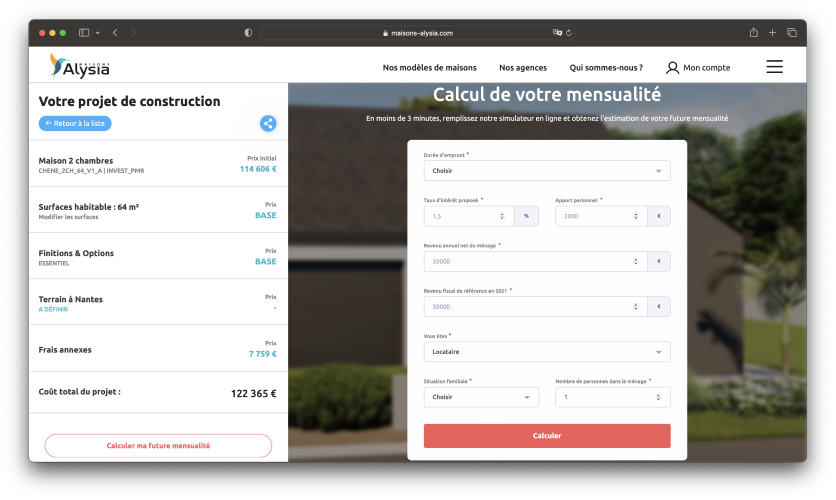 maisons-alysia.com
MAISONS
Alysia
Nos modèles de maisons
Nos agences
Qui sommes-nous ?
Mon compte
Votre projet de construction
← Retour à la liste
Maison 2 chambres
CHENE_2CH_64_V1_A | INVEST_PMR
Prix initial
114 606 €
Surfaces habitable : 64 m²
Modifier les surfaces
Prix
BASE
Finitions & Options
ESSENTIEL
Prix
BASE
Terrain à Nantes
A DÉFINIR
Prix
-
Frais annexes
Prix
7 759 €
Coût total du projet :
122 365 €
Calculer ma future mensualité
Calcul de votre mensualité
En moins de 3 minutes, remplissez notre simulateur en ligne et obtenez l'estimation de votre future mensualité
Durée d'emprunt *
Choisir
Taux d'intérêt proposé *
1,5
%
Apport personnel *
2000
€
Revenu annuel net du ménage *
30000
€
Revenu fiscal de référence en 2021 *
30000
€
Vous êtes *
Locataire
Situation familiale *
Choisir
Nombre de personnes dans le ménage *
1
Calculer